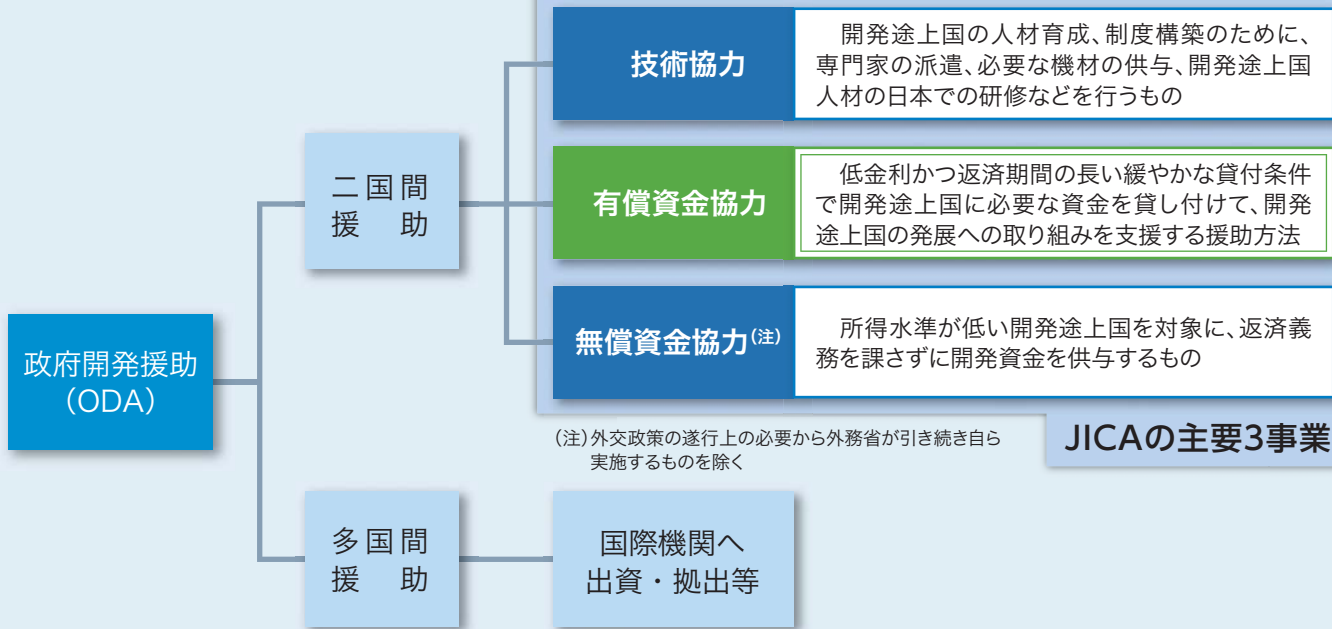 技術協力
開発途上国の人材育成、制度構築のために、
専門家の派遣、必要な機材の供与、開発途上国
人材の日本での研修などを行うもの
二国間
援助
有償資金協力
低金利かつ返済期間の長い緩やかな貸付条件
で開発途上国に必要な資金を貸し付けて、開発
途上国の発展への取り組みを支援する援助方法
無償資金協力(注)
所得水準が低い開発途上国を対象に、返済義
務を課さずに開発資金を供与するもの
政府開発援助
(ODA)
(注)外交政策の遂行上の必要から外務省が引き続き自ら
実施するものを除く
JICAの主要3事業
多国間
援助
国際機関へ
出資・拠出等